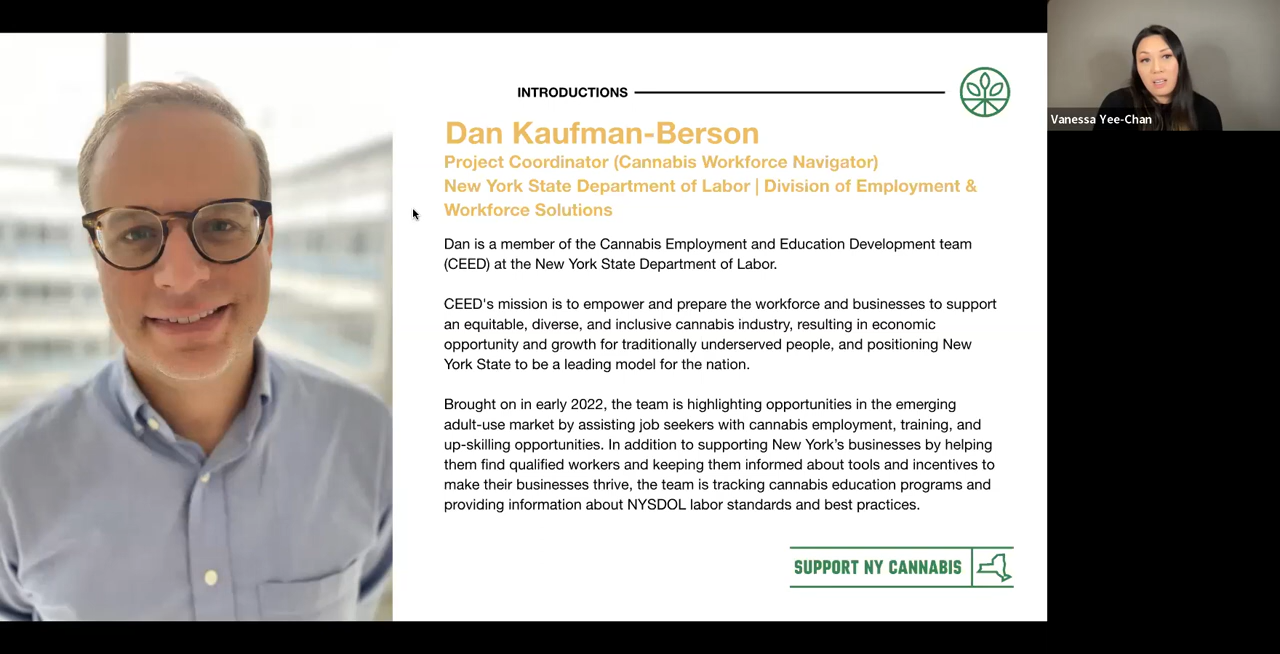 INTRODUCTIONS
Dan Kaufman-Berson
Project Coordinator (Cannabis Workforce Navigator)
New York State Department of Labor | Division of Employment &
Workforce Solutions
Dan is a member of the Cannabis Employment and Education Development team
(CEED) at the New York State Department of Labor.
CEED's mission is to empower and prepare the workforce and businesses to support
an equitable, diverse, and inclusive cannabis industry, resulting in economic
opportunity and growth for traditionally underserved people, and positioning New
York State to be a leading model for the nation.
Brought on in early 2022, the team is highlighting opportunities in the emerging
adult-use market by assisting job seekers with cannabis employment, training, and
up-skilling opportunities. In addition to supporting New York’s businesses by helping
them find qualified workers and keeping them informed about tools and incentives to
make their businesses thrive, the team is tracking cannabis education programs and
providing information about NYSDOL labor standards and best practices.
SUPPORT NY CANNABIS
Vanessa Yee-Chan